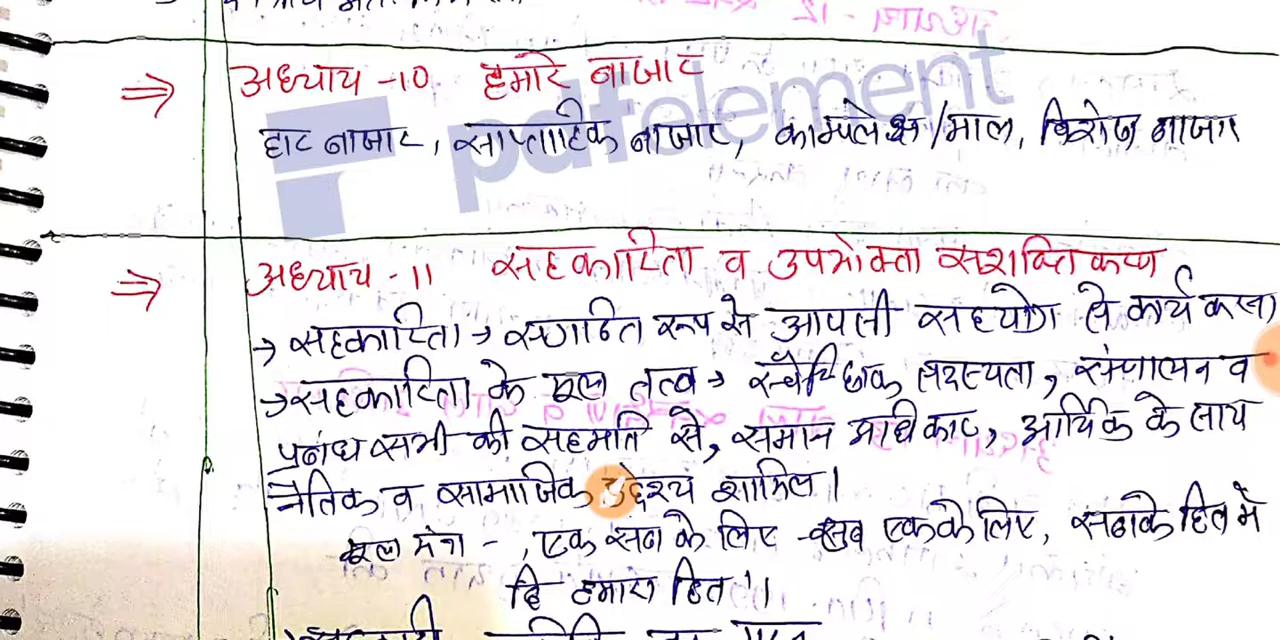 अध्याय -10 हमारे बाजार
हाट बाजार, साप्ताहिक बाजार, काम्पलेक्ष/माल, विशेष बाजार
pdfelement
अध्याय -11 सहकारिता व उपभोक्ता सशक्तिकरण
→ सहकारिता → संगठित रूप से आपसी सहयोग से कार्य करना
→ सहकारिता के मूल तत्व → स्वैच्छिक सदस्यता, संचालन व
प्रबंध सभी की सहमति से, समान अधिकार, आर्थिक के साथ
नैतिक व सामाजिक उद्देश्य शामिल।
मूल मंत्र - , एक सब के लिए सब एक के लिए, सबके हित में
हि हमारा हित"।